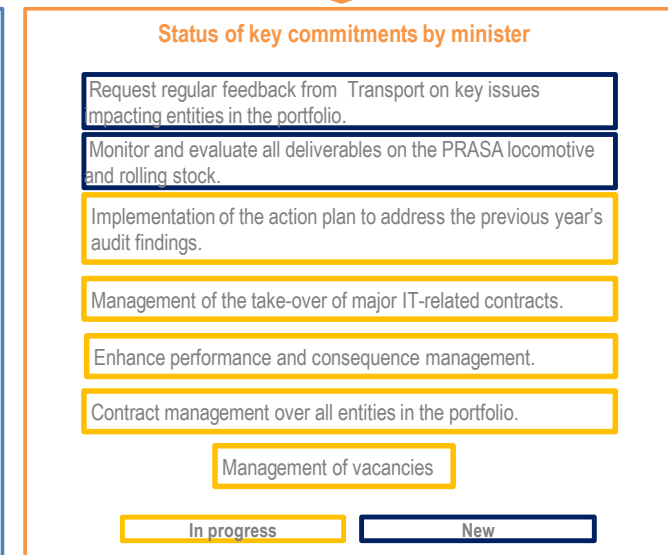 Status of key commitments by minister
Request regular feedback from Transport on key issues
impacting entities in the portfolio.
Monitor and evaluate all deliverables on the PRASA locomotive
and rolling stock.
Implementation of the action plan to address the previous year's
audit findings.
Management of the take-over of major IT-related contracts.
Enhance performance and consequence management.
Contract management over all entities in the portfolio.
Management of vacancies
In progress
New